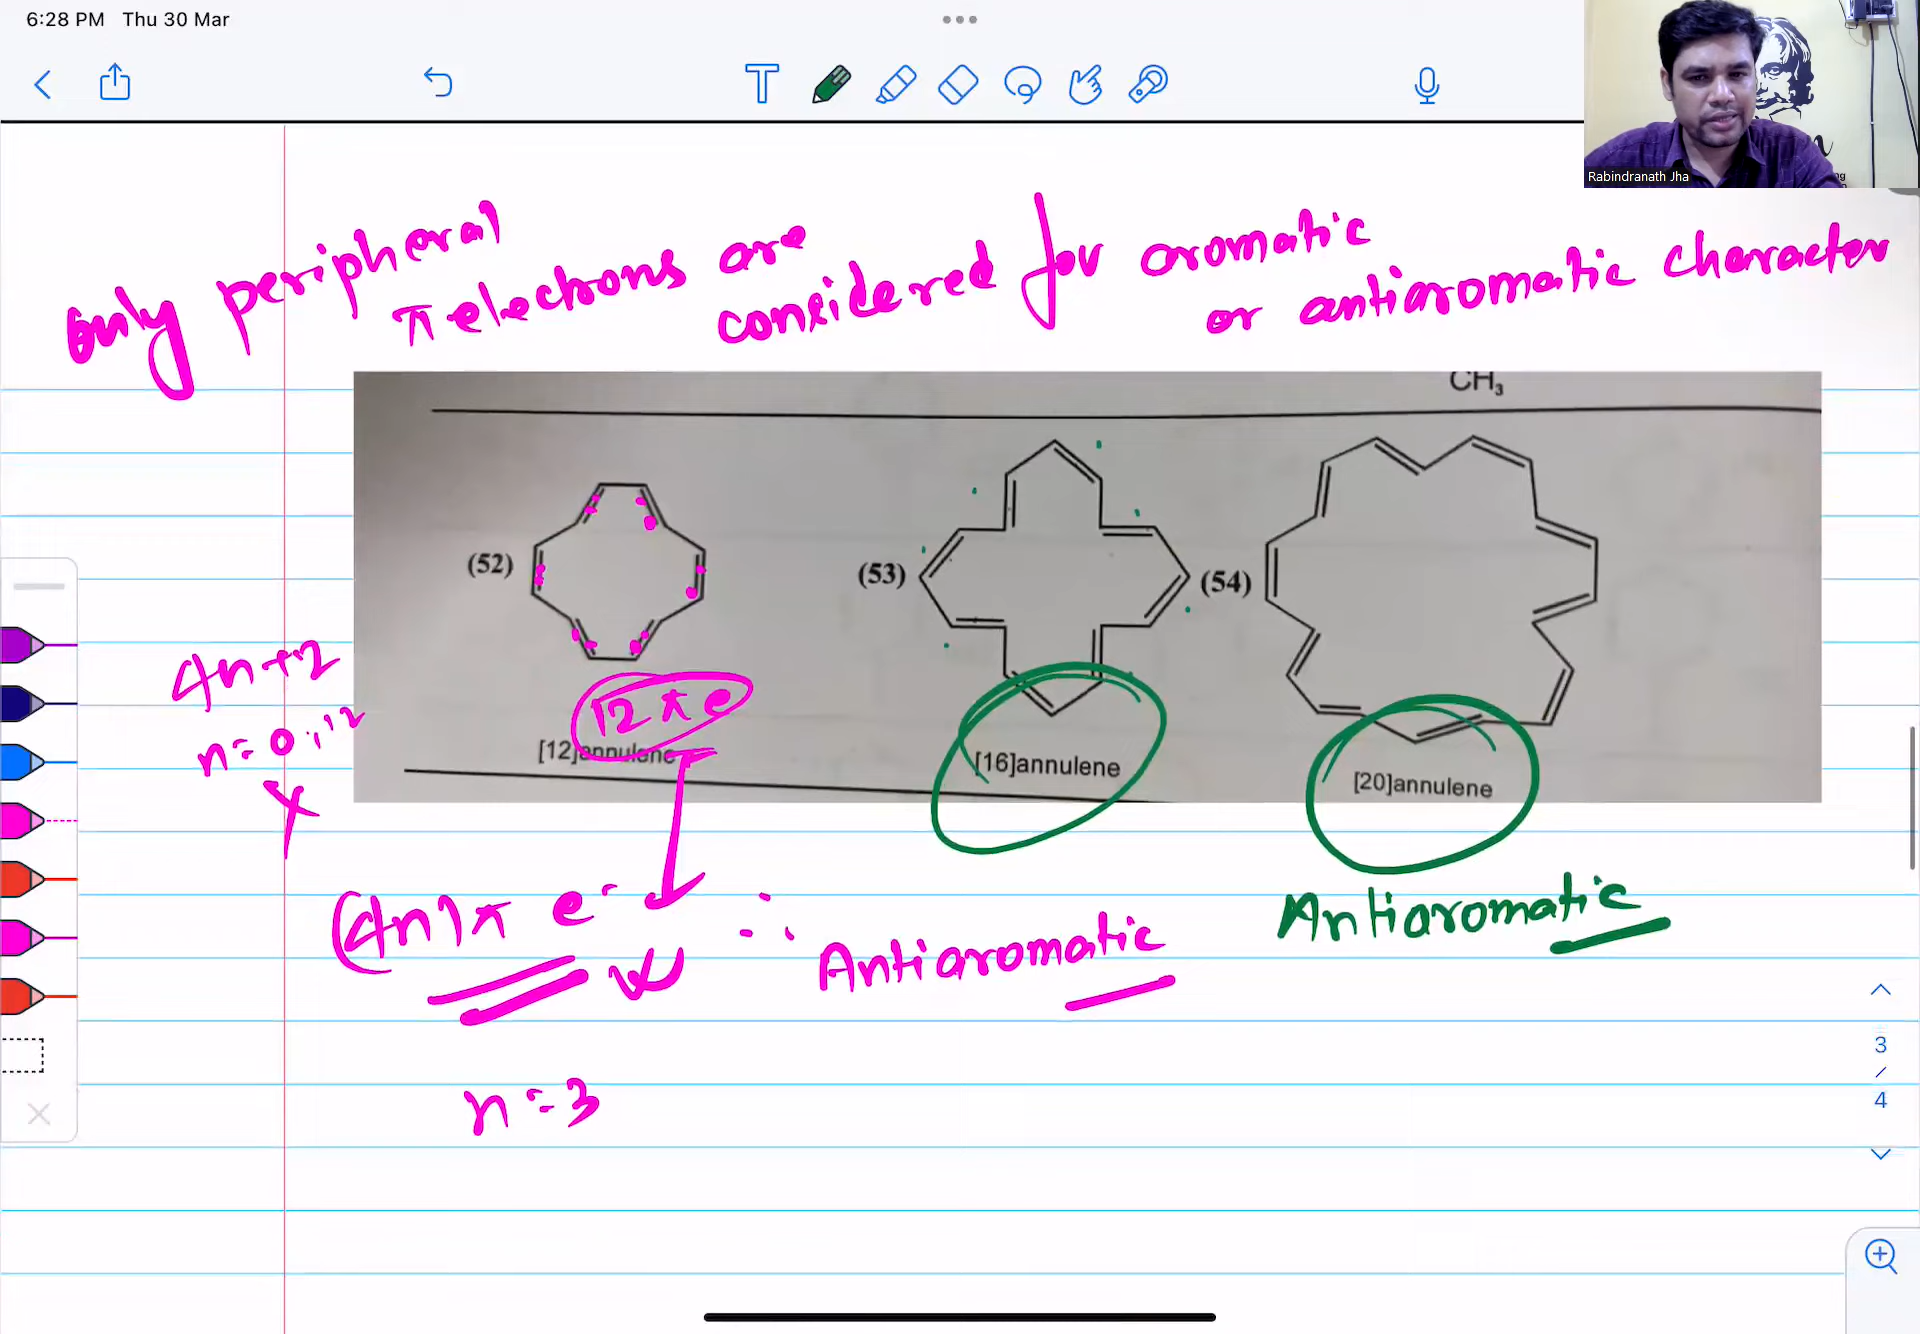 6:28 PM Thu 30 Mar
Rabindranath Jha
only peripheral
π electrons are
considered for aromatic
or antiaromatic character
CH3
(52)
(53)
(54)
4n+2
n=0,1,2
X
12 π e
[12]annulene
[16]annulene
[20]annulene
(4n) π e-
∴ Antiaromatic
Antiaromatic
n=3
3
/
4